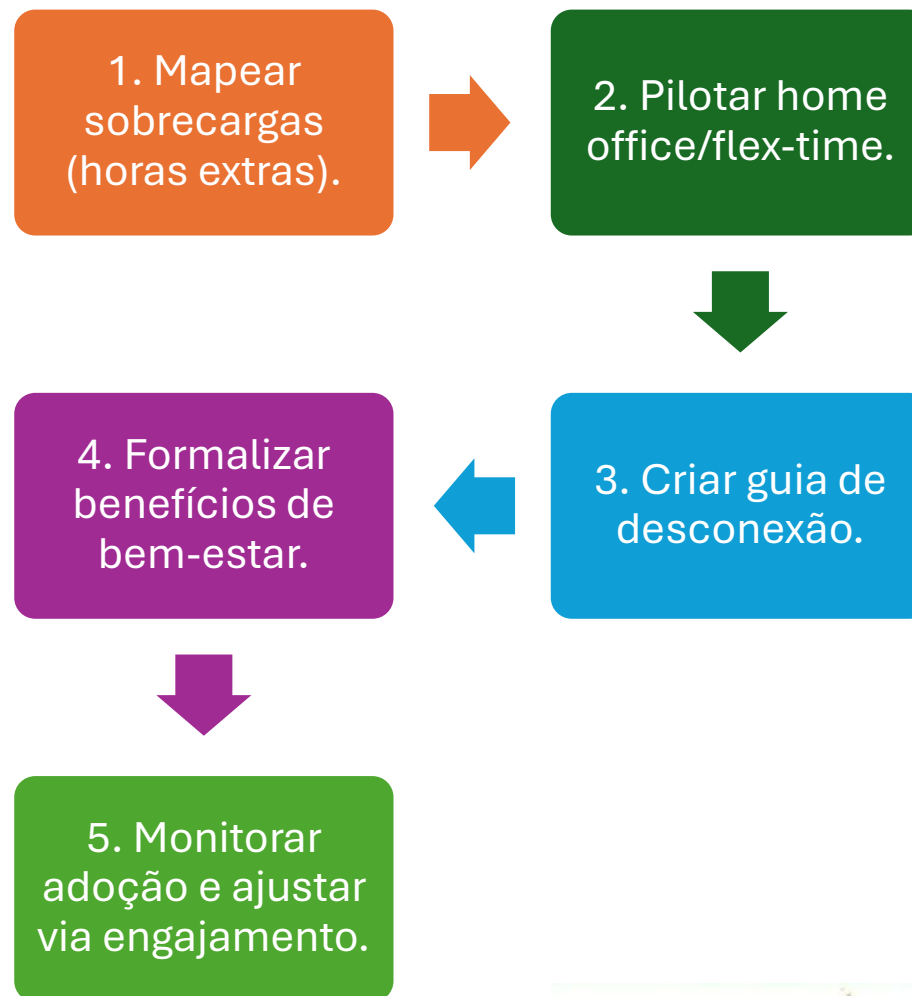 1. Mapear
sobrecargas
(horas extras).
2. Pilotar home
office/flex-time.
3. Criar guia de
desconexão.
4. Formalizar
benefícios de
bem-estar.
5. Monitorar
adoção e ajustar
via engajamento.